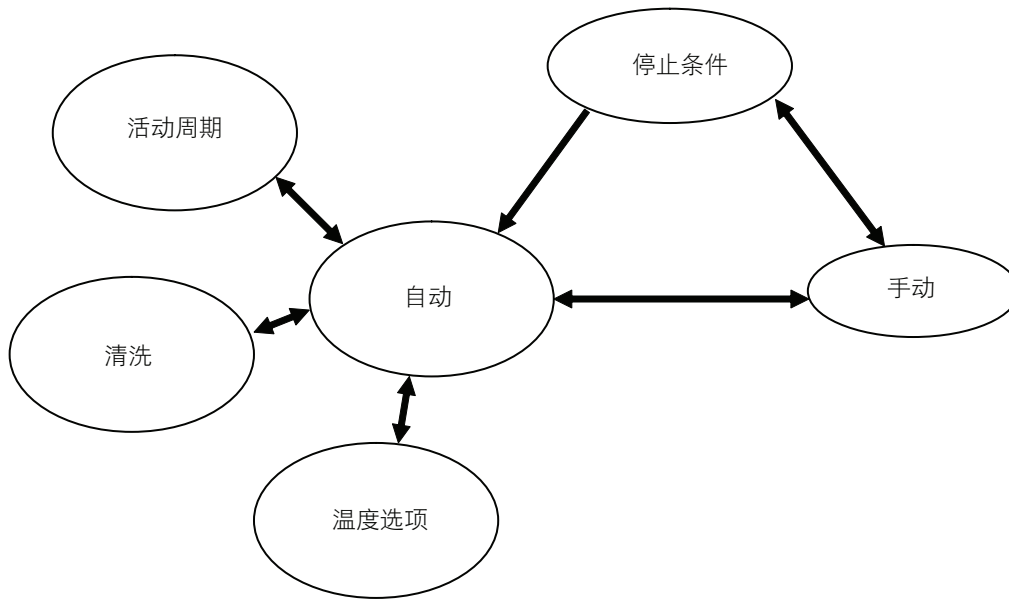 停止条件
活动周期
自动
手动
清洗
温度选项